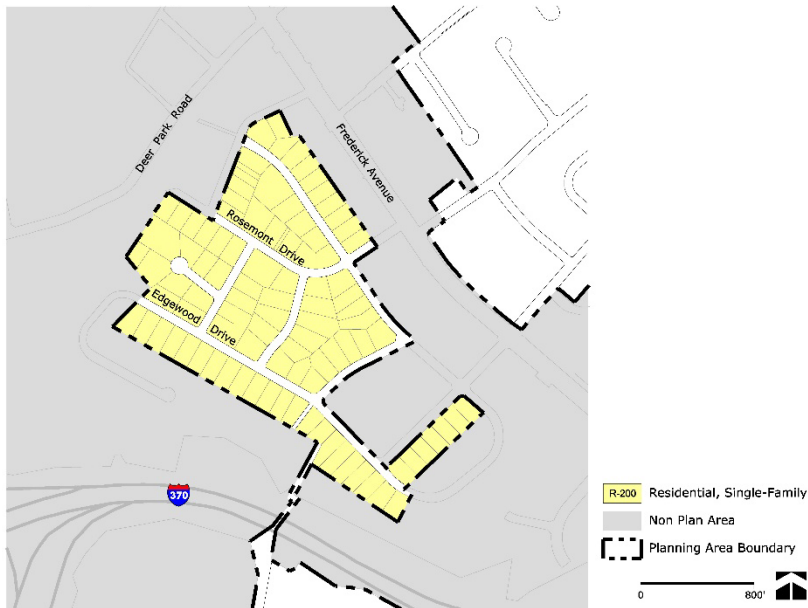 Deer Park Road
Frederick Avenue
Rosemont Drive
Edgewood Drive
370
R-200 Residential, Single-Family
Non Plan Area
Planning Area Boundary
0 800'